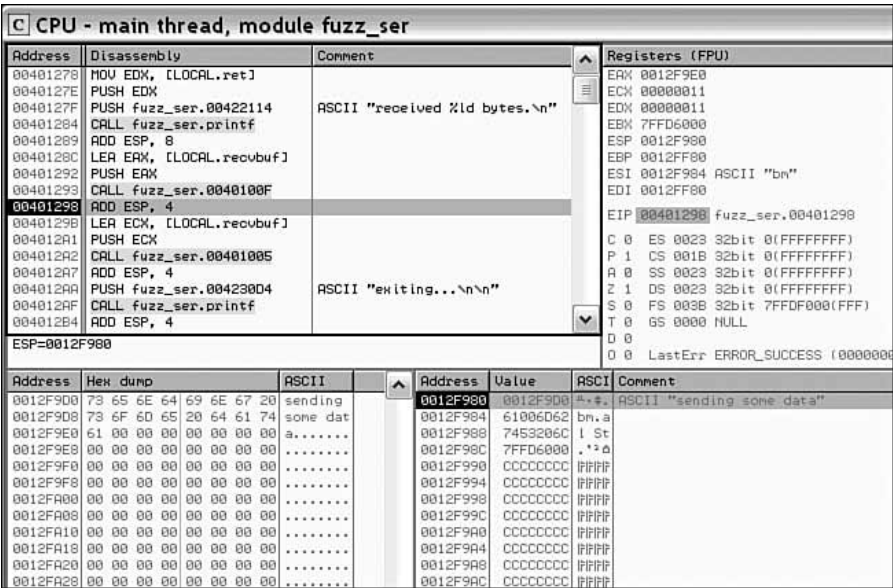 C CPU - main thread, module fuzz_ser
Address Disassembly Comment
00401278 MOV EDX, [LOCAL.ret]
0040127E PUSH EDX
0040127F PUSH fuzz_ser.00422114 ASCII "received %ld bytes.\n"
00401284 CALL fuzz_ser.printf
00401289 ADD ESP, 8
0040128C LEA EAX, [LOCAL.recvbuf]
00401292 PUSH EAX
00401293 CALL fuzz_ser.0040100F
00401298 ADD ESP, 4
0040129B LEA ECX, [LOCAL.recvbuf]
004012A1 PUSH ECX
004012A2 CALL fuzz_ser.00401005
004012A7 ADD ESP, 4
004012AA PUSH fuzz_ser.004230D4 ASCII "exiting...\n\n"
004012AF CALL fuzz_ser.printf
004012B4 ADD ESP, 4
ESP=0012F980
Registers (FPU)
EAX 0012F9E0
ECX 00000011
EDX 00000011
EBX 7FFD6000
ESP 0012F980
EBP 0012FF80
ESI 0012F984 ASCII "bm"
EDI 0012FF80
EIP 00401298 fuzz_ser.00401298
C 0 ES 0023 32bit 0(FFFFFFFF)
P 1 CS 001B 32bit 0(FFFFFFFF)
A 0 SS 0023 32bit 0(FFFFFFFF)
Z 1 DS 0023 32bit 0(FFFFFFFF)
S 0 FS 003B 32bit 7FFDF000(FFF)
T 0 GS 0000 NULL
D 0
O 0 LastErr ERROR_SUCCESS (0000000
Address Hex dump ASCII
0012F9D0 73 65 6E 64 69 6E 67 20 sending
0012F9D8 73 6F 6D 65 20 64 61 74 some dat
0012F9E0 61 00 00 00 00 00 00 00 a.......
0012F9E8 00 00 00 00 00 00 00 00 ........
0012F9F0 00 00 00 00 00 00 00 00 ........
0012F9F8 00 00 00 00 00 00 00 00 ........
0012FA00 00 00 00 00 00 00 00 00 ........
0012FA08 00 00 00 00 00 00 00 00 ........
0012FA10 00 00 00 00 00 00 00 00 ........
0012FA18 00 00 00 00 00 00 00 00 ........
0012FA20 00 00 00 00 00 00 00 00 ........
0012FA28 00 00 00 00 00 00 00 00 ........
Address Value ASCI Comment
0012F980 0012F9D0 ASCII "sending some data"
0012F984 61006D62 bm.a
0012F988 7453206C l St
0012F98C 7FFD6000
0012F990 CCCCCCCC ╠╠╠╠
0012F994 CCCCCCCC ╠╠╠╠
0012F998 CCCCCCCC ╠╠╠╠
0012F99C CCCCCCCC ╠╠╠╠
0012F9A0 CCCCCCCC ╠╠╠╠
0012F9A4 CCCCCCCC ╠╠╠╠
0012F9A8 CCCCCCCC ╠╠╠╠
0012F9AC CCCCCCCC ╠╠╠╠